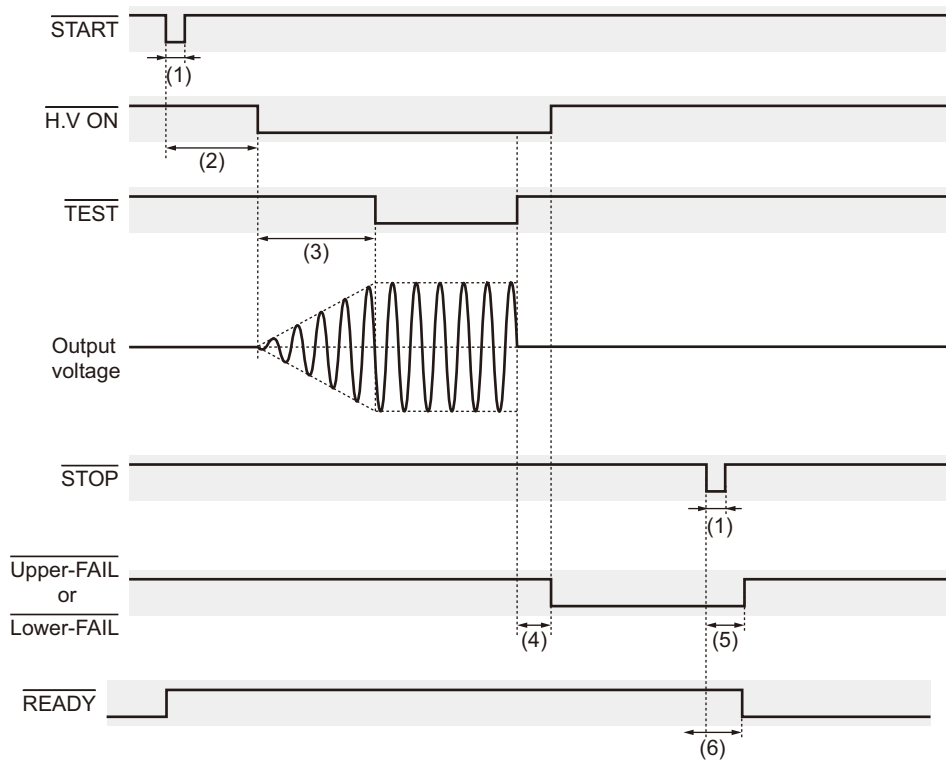 START
(1)
H.V ON
(2)
TEST
(3)
Output
voltage
STOP
(1)
Upper-FAIL
or
Lower-FAIL
(4)
(5)
READY
(6)